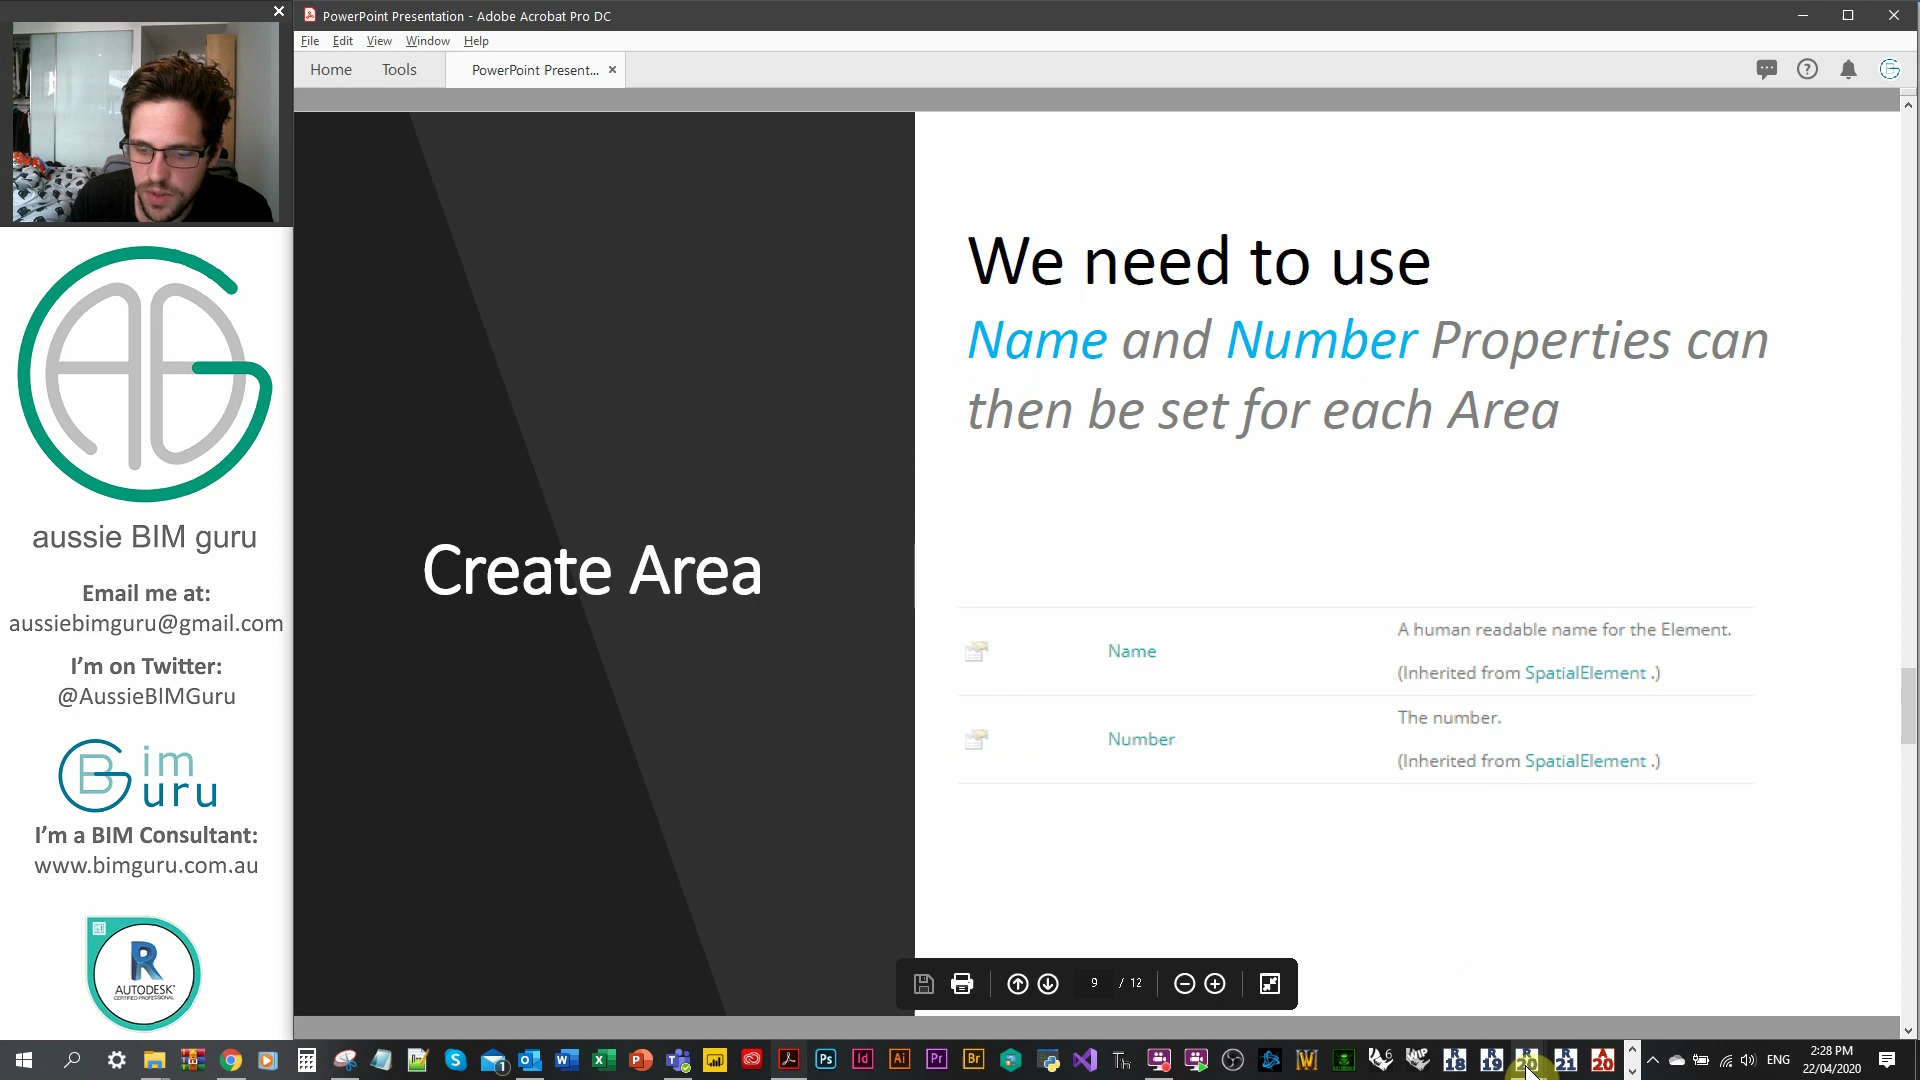 PowerPoint Presentation - Adobe Acrobat Pro DC
File Edit View Window Help
Home Tools PowerPoint Present...
We need to use
Name and Number Properties can
then be set for each Area
Create Area
Name
A human readable name for the Element.
(Inherited from SpatialElement .)
Number
The number.
(Inherited from SpatialElement .)
9 / 12
aussie BIM guru
Email me at:
aussiebimguru@gmail.com
I'm on Twitter:
@AussieBIMGuru
BG im
uru
I'm a BIM Consultant:
www.bimguru.com.au
R
AUTODESK
CERTIFIED PROFESSIONAL
ENG
2:28 PM
22/04/2020